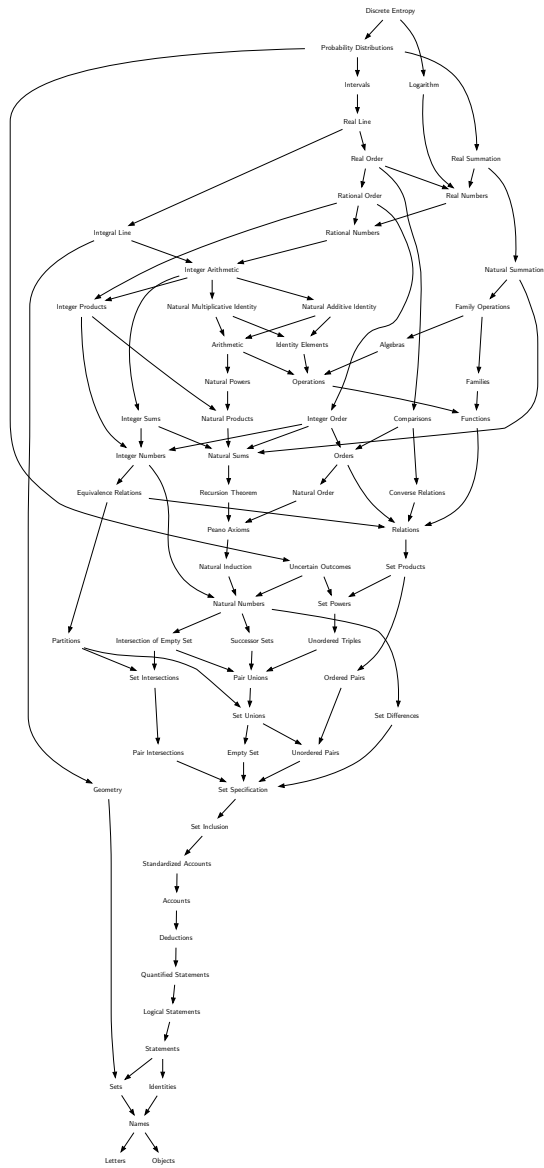 Discrete Entropy
Probability Distributions
Intervals
Logarithm
Real Line
Real Order
Real Summation
Rational Order
Real Numbers
Integral Line
Rational Numbers
Integer Arithmetic
Natural Summation
Integer Products
Natural Multiplicative Identity
Natural Additive Identity
Family Operations
Arithmetic
Identity Elements
Algebras
Natural Powers
Operations
Families
Integer Sums
Natural Products
Integer Order
Comparisons
Functions
Integer Numbers
Natural Sums
Orders
Equivalence Relations
Recursion Theorem
Natural Order
Converse Relations
Peano Axioms
Relations
Natural Induction
Uncertain Outcomes
Set Products
Natural Numbers
Set Powers
Partitions
Intersection of Empty Set
Successor Sets
Unordered Triples
Set Intersections
Pair Unions
Ordered Pairs
Set Unions
Set Differences
Pair Intersections
Empty Set
Unordered Pairs
Geometry
Set Specification
Set Inclusion
Standardized Accounts
Accounts
Deductions
Quantified Statements
Logical Statements
Statements
Sets
Identities
Names
Letters
Objects